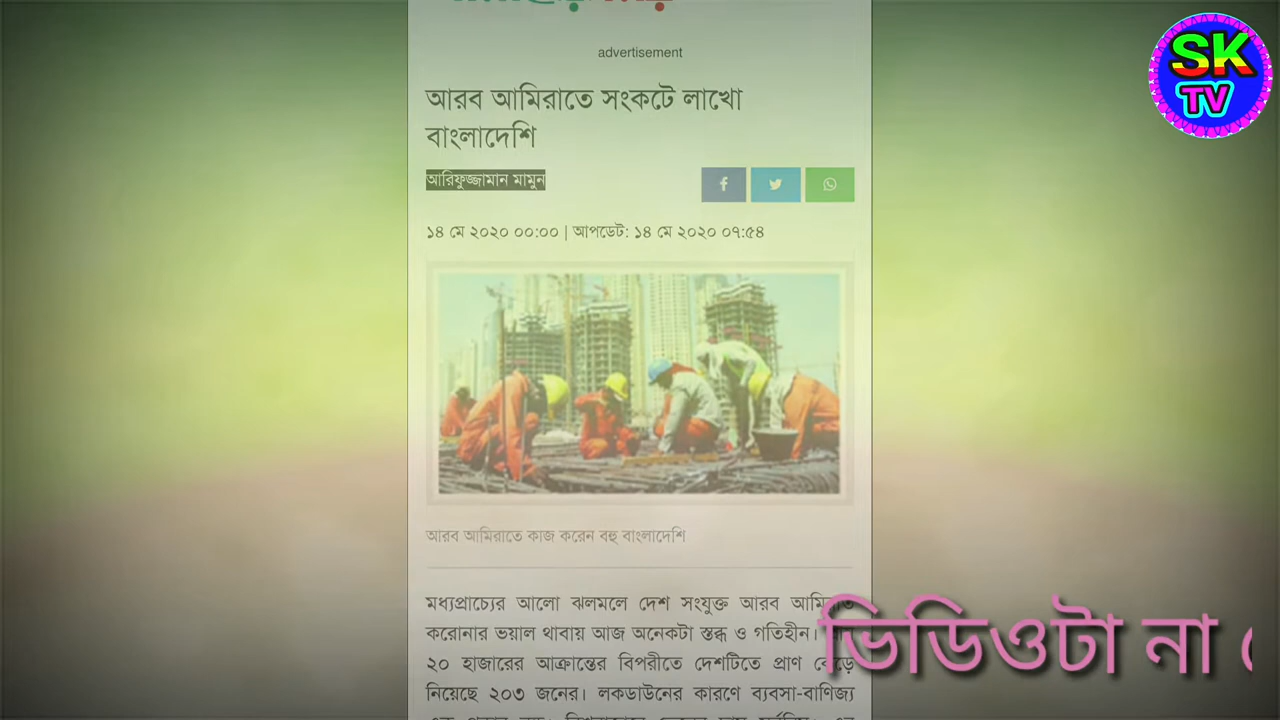 SK
TV
advertisement
আরব আমিরাতে সংকটে লাখো
বাংলাদেশি
আরিফুজ্জামান মামুন
১৪ মে ২০২০ ০০:০০ | আপডেট: ১৪ মে ২০২০ ০৭:৫৪
আরব আমিরাতে কাজ করেন বহু বাংলাদেশি
মধ্যপ্রাচ্যের আলো ঝলমলে দেশ সংযুক্ত আরব আমিরাত
করোনার ভয়াল থাবায় আজ অনেকটা স্তব্ধ ও গতিহীন।
২০ হাজারের আক্রান্তের বিপরীতে দেশটিতে প্রাণ কেড়ে
নিয়েছে ২০৩ জনের। লকডাউনের কারণে ব্যবসা-বাণিজ্য
ভিডিওটা না